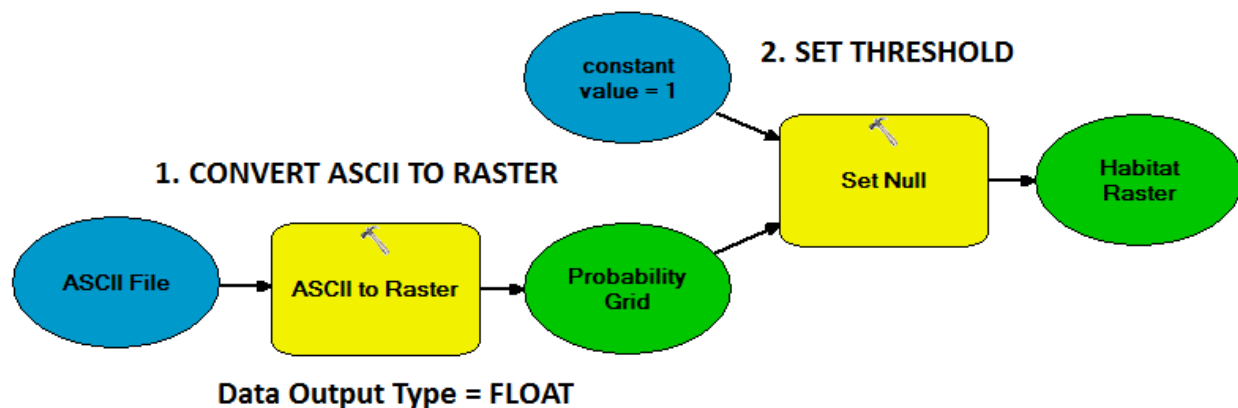 constant
value = 1
2. SET THRESHOLD
1. CONVERT ASCII TO RASTER
Set Null
Habitat
Raster
ASCII File
ASCII to Raster
Probability
Grid
Data Output Type = FLOAT